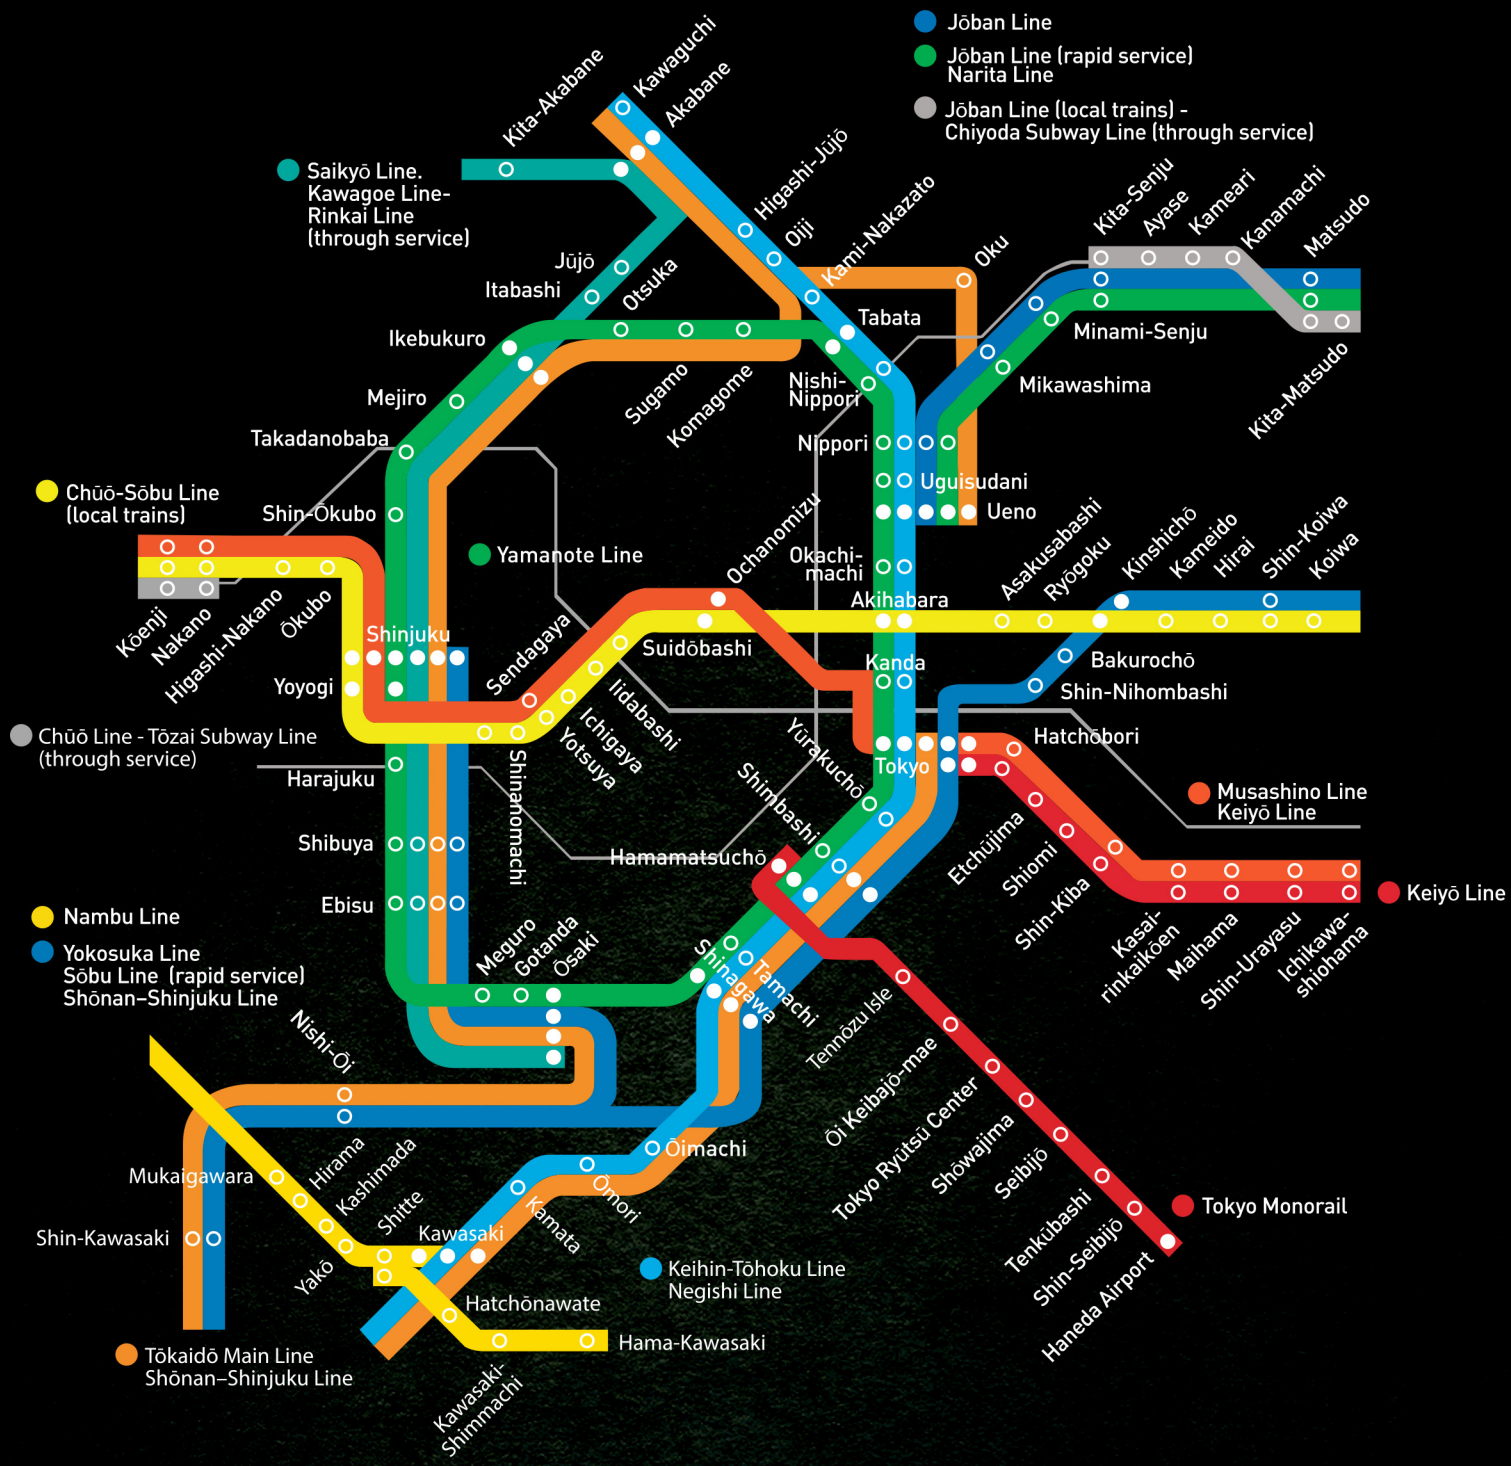 Jōban Line
Jōban Line (rapid service)
Narita Line
Jōban Line (local trains) -
Chiyoda Subway Line (through service)
Kawaguchi
Akabane
Kita-Akabane
Saikyō Line.
Kawagoe Line-
Rinkai Line
(through service)
Higashi-Jūjō
Oiji
Kami-Nakazato
Oku
Kita-Senju
Ayase
Kameari
Kanamachi
Matsudo
Jūjō
Itabashi
Otsuka
Ikebukuro
Tabata
Minami-Senju
Mejiro
Sugamo
Komagome
Nishi-
Nippori
Mikawashima
Kita-Matsudo
Takadanobaba
Nippori
Chūō-Sōbu Line
(local trains)
Uguisudani
Shin-Ōkubo
Ueno
Yamanote Line
Ochanomizu
Okachi-
machi
Asakusabashi
Ryōgoku
Kinshichō
Kameido
Hirai
Shin-Koiwa
Koiwa
Akihabara
Kōenji
Nakano
Higashi-Nakano
Ōkubo
Shinjuku
Sendagaya
Suidōbashi
Kanda
Bakurochō
Yoyogi
Iidabashi
Ichigaya
Yotsuya
Shin-Nihombashi
Chūō Line - Tōzai Subway Line
(through service)
Shinanomachi
Yūrakuchō
Hatchōbori
Harajuku
Tokyo
Shimbashi
Musashino Line
Keiyō Line
Shibuya
Hamamatsuchō
Etchūjima
Shiomi
Shin-Kiba
Keiyō Line
Ebisu
Kasai-
rinkaikōen
Maihama
Shin-Urayasu
Ichikawa-
shiohama
Nambu Line
Yokosuka Line
Sōbu Line (rapid service)
Shōnan–Shinjuku Line
Meguro
Gotanda
Ōsaki
Shinagawa
Tamachi
Tennōzu Isle
Nishi-Ōi
Ōi Keibajō-mae
Tokyo Ryūtsū Center
Shōwajima
Seibijō
Tenkūbashi
Shin-Seibijō
Haneda Airport
Tokyo Monorail
Ōimachi
Mukaigawara
Hirama
Kashimada
Shitte
Ōmori
Kamata
Shin-Kawasaki
Kawasaki
Yakō
Keihin-Tōhoku Line
Negishi Line
Hatchōnawate
Hama-Kawasaki
Tōkaidō Main Line
Shōnan–Shinjuku Line
Kawasaki-
Shimmachi